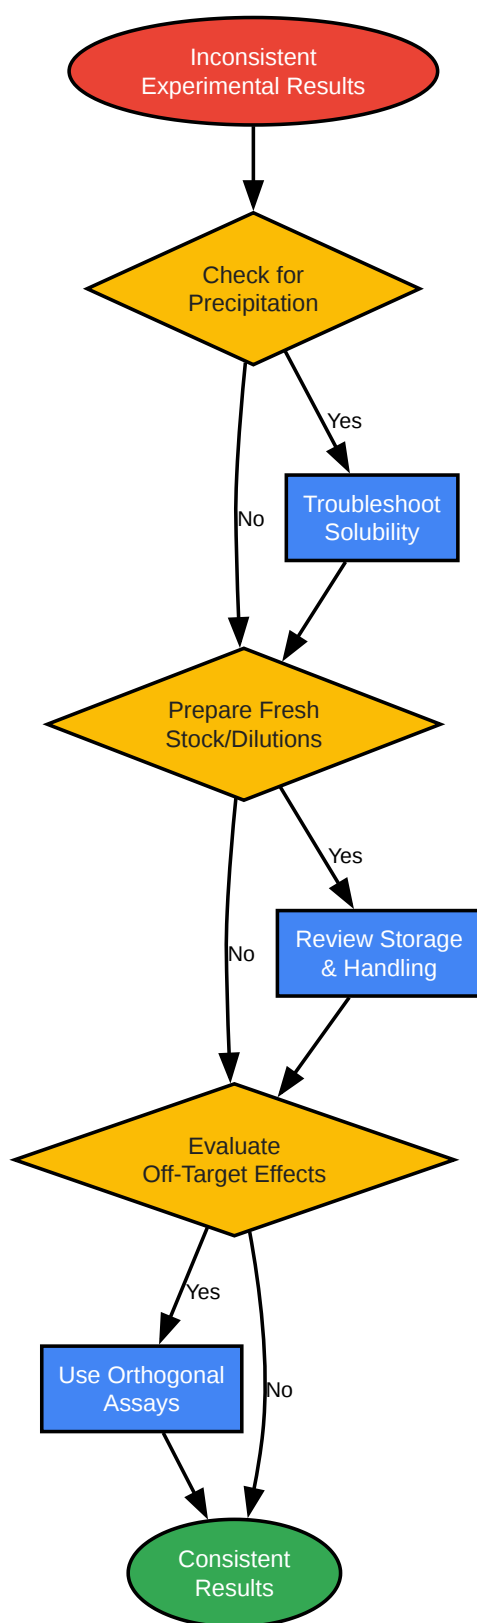 Inconsistent
Experimental Results
Check for
Precipitation
Yes
Troubleshoot
Solubility
No
Prepare Fresh
Stock/Dilutions
Yes
Review Storage
& Handling
No
Evaluate
Off-Target Effects
Yes
Use Orthogonal
Assays
No
Consistent
Results